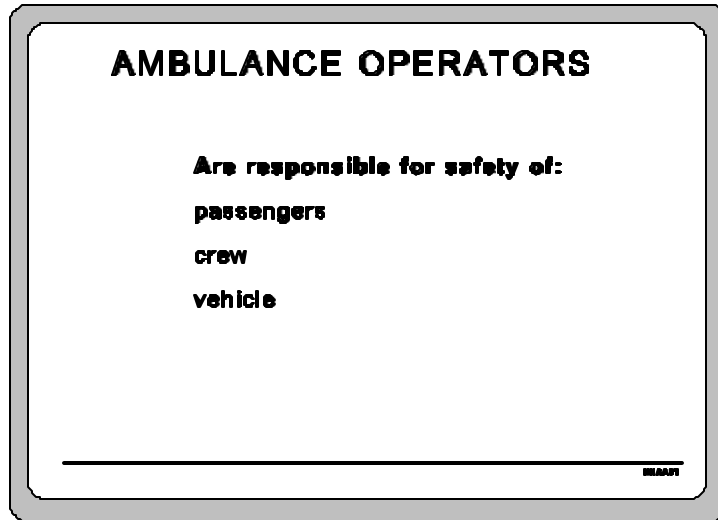 AMBULANCE OPERATORS
Are responsible for safety of:
passengers
crew
vehicle